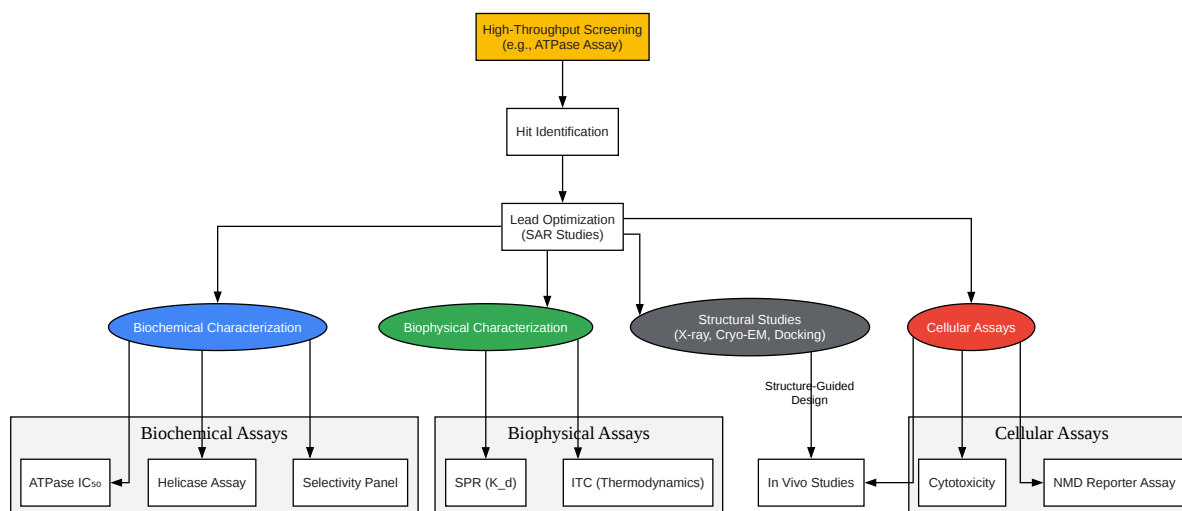 High-Throughput Screening
(e.g., ATPase Assay)
Hit Identification
Lead Optimization
(SAR Studies)
Biochemical Characterization
Biophysical Characterization
Structural Studies
(X-ray, Cryo-EM, Docking)
Cellular Assays
Structure-Guided
Design
Biochemical Assays
Biophysical Assays
Cellular Assays
ATPase IC₅₀
Helicase Assay
Selectivity Panel
SPR (K_d)
ITC (Thermodynamics)
In Vivo Studies
Cytotoxicity
NMD Reporter Assay